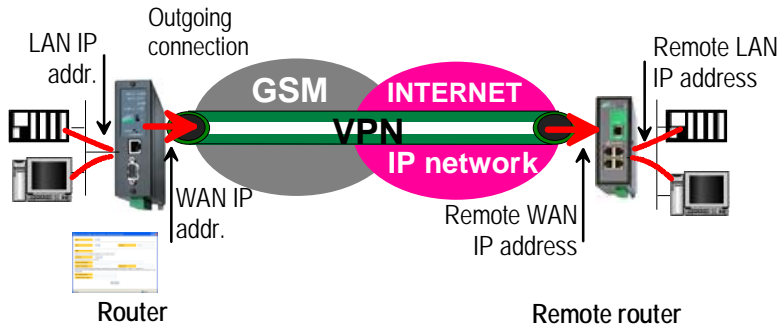 Outgoing
connection
LAN IP
addr.
GSM
INTERNET
Remote LAN
IP address
VPN
IP network
WAN IP
addr.
Remote WAN
IP address
Router
Remote router